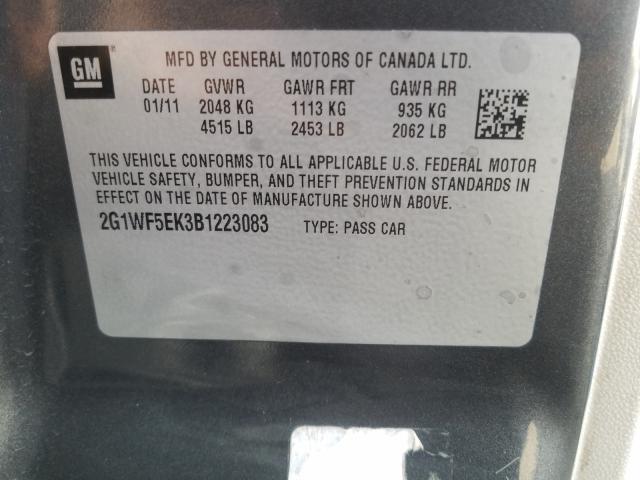 GM
MFD BY GENERAL MOTORS OF CANADA LTD.
DATE GVWR GAWR FRT GAWR RR
01/11 2048 KG 1113 KG 935 KG
4515 LB 2453 LB 2062 LB
THIS VEHICLE CONFORMS TO ALL APPLICABLE U.S. FEDERAL MOTOR
VEHICLE SAFETY, BUMPER, AND THEFT PREVENTION STANDARDS IN
EFFECT ON THE DATE OF MANUFACTURE SHOWN ABOVE.
2G1WF5EK3B1223083 TYPE: PASS CAR